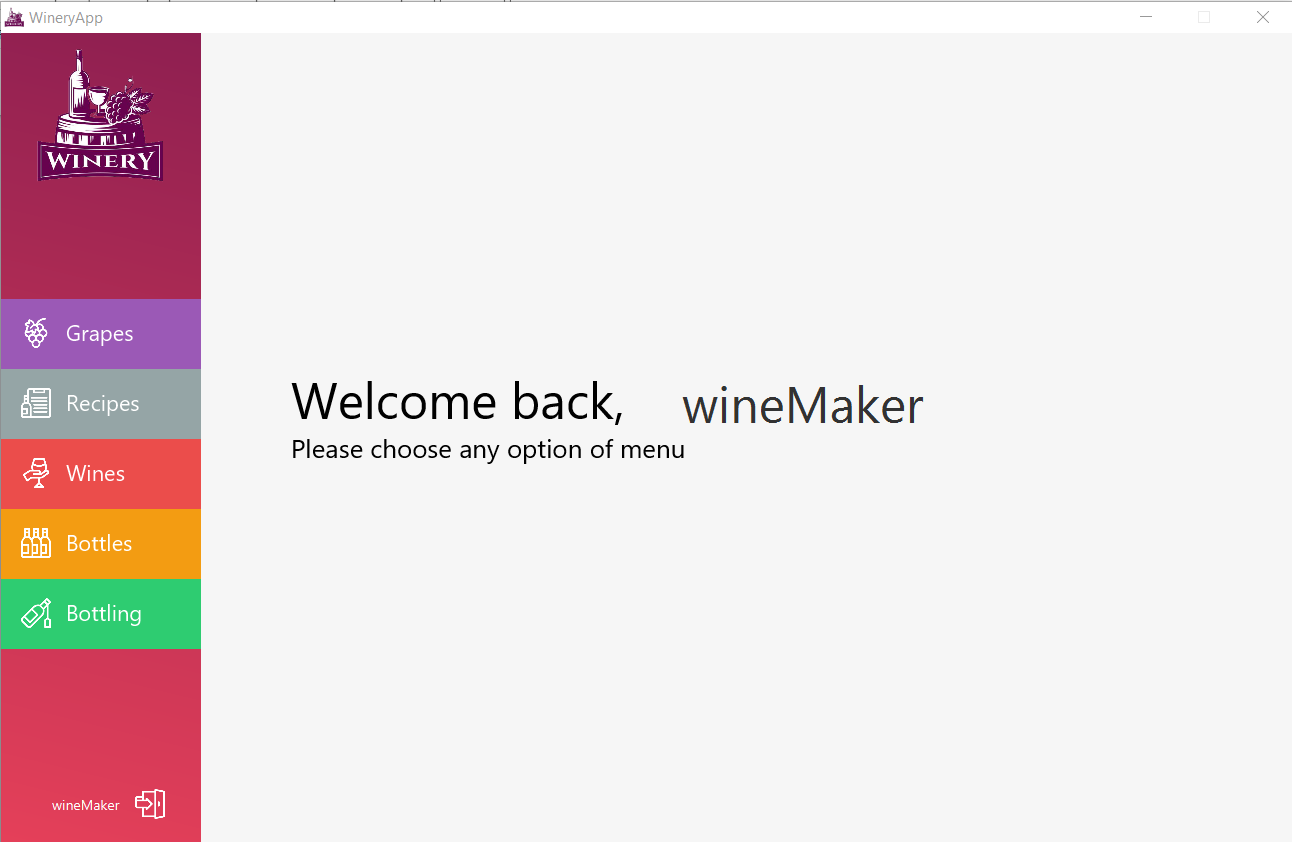 WineryApp
WINERY
Grapes
Recipes
Wines
Bottles
Bottling
wineMaker
Welcome back, wineMaker
Please choose any option of menu